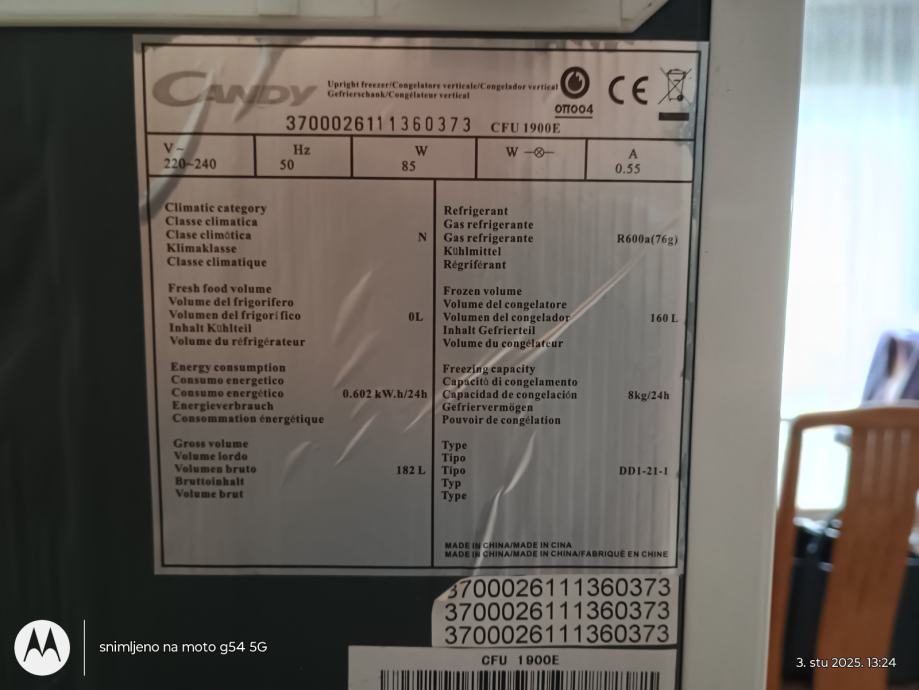 CANDY
Upright freezer/Congelatore verticale/Congelador vertical
Gefrierschank/Congélateur vertical
ОТТ004
CE
3700026111360373 CFU 1900E
V~ 220~240
Hz 50
W 85
W
A 0.55
Climatic category
Classe climatica
Clase climática N
Klimaklasse
Classe climatique
Refrigerant
Gas refrigerante
Gas refrigerante R600a(76g)
Kühlmittel
Régriférant
Fresh food volume
Volume del frigorifero
Volumen del frigorífico 0L
Inhalt Kühlteil
Volume du réfrigérateur
Frozen volume
Volume del congelatore
Volumen del congelador 160 L
Inhalt Gefrierteil
Volume du congélateur
Energy consumption
Consumo energetico
Consumo energético 0.602 kW.h/24h
Energieverbrauch
Consommation énergétique
Freezing capacity
Capacitò di congelamento
Capacidad de congelación 8kg/24h
Gefriervermögen
Pouvoir de congélation
Gross volume
Volume lordo
Volumen bruto 182 L
Bruttoinhalt
Volume brut
Type
Tipo
Tipo DD1-21-1
Typ
Type
MADE IN CHINA/MADE IN CINA
MADE IN CHINA/MADE IN CHINA/FABRIQUÉ EN CHINE
3700026111360373
3700026111360373
3700026111360373
CFU 1900E
snimljeno na moto g54 5G
3. stu 2025. 13:24